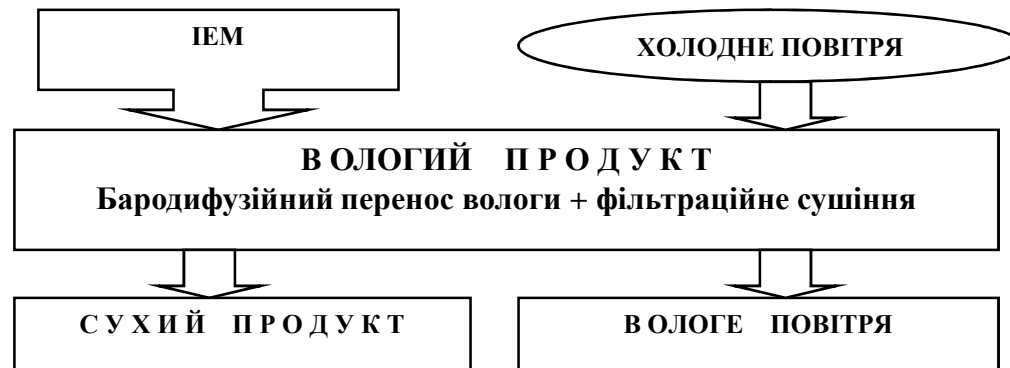 ІЕМ
ХОЛОДНЕ ПОВІТРЯ
В ОЛОГИЙ П Р О Д У К Т
Бародифузійний перенос вологи + фільтраційне сушіння
С У Х И Й П Р О Д У К Т
В ОЛОГЕ ПОВІТРЯ